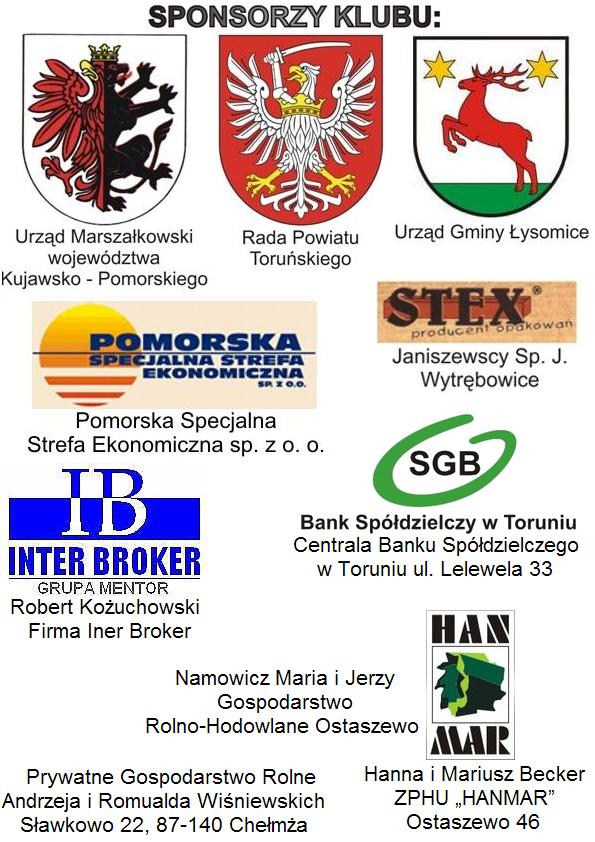 SPONSORZY KLUBU:
Urząd Marszałkowski
województwa
Kujawsko - Pomorskiego
Rada Powiatu
Toruńskiego
Urząd Gminy Łysomice
POMORSKA
SPECJALNA STREFA
EKONOMICZNA
SP. Z O.O.
Pomorska Specjalna
Strefa Ekonomiczna sp. z o. o.
STEX®
producent opakowań
Janiszewscy Sp. J.
Wytrębowice
IB
INTER BROKER
GRUPA MENTOR
Robert Kożuchowski
Firma Iner Broker
SGB
Bank Spółdzielczy w Toruniu
Centrala Banku Spółdzielczego
w Toruniu ul. Lelewela 33
Namowicz Maria i Jerzy
Gospodarstwo
Rolno-Hodowlane Ostaszewo
HAN
MAR
Hanna i Mariusz Becker
ZPHU „HANMAR”
Ostaszewo 46
Prywatne Gospodarstwo Rolne
Andrzeja i Romualda Wiśniewskich
Sławkowo 22, 87-140 Chełmża